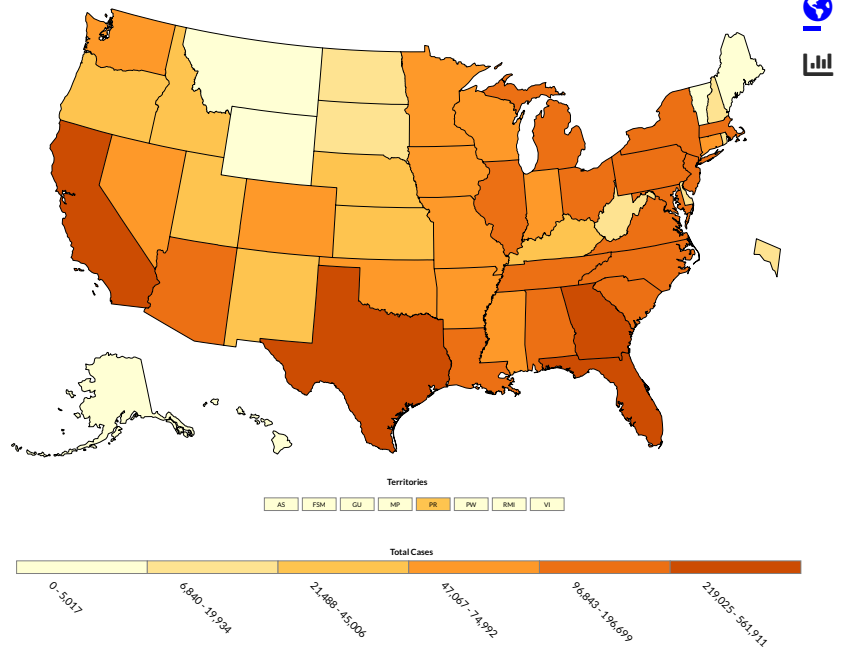 Territories
AS FSM GU MP PR PW RMI VI
Total Cases
0 - 5,017
6,840 - 19,934
21,488 - 45,006
47,067 - 74,992
96,843 - 196,699
219,025 - 561,911